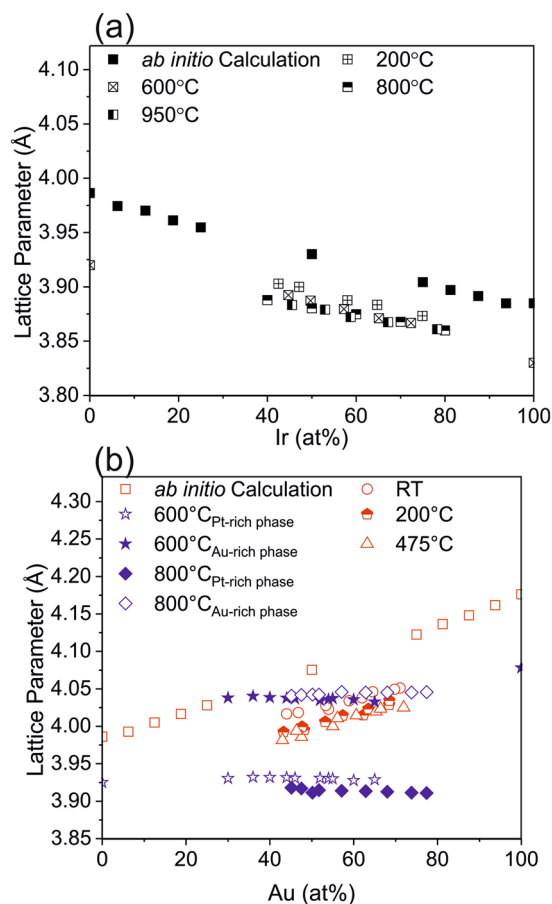 (a)
ab initio Calculation
200°C
600°C
800°C
950°C
4.10
4.05
4.00
3.95
3.90
3.85
3.80
Lattice Parameter (Å)
0
20
40
60
80
100
Ir (at%)
(b)
ab initio Calculation
RT
600°C Pt-rich phase
200°C
600°C Au-rich phase
475°C
800°C Pt-rich phase
800°C Au-rich phase
4.30
4.25
4.20
4.15
4.10
4.05
4.00
3.95
3.90
3.85
Lattice Parameter (Å)
0
20
40
60
80
100
Au (at%)